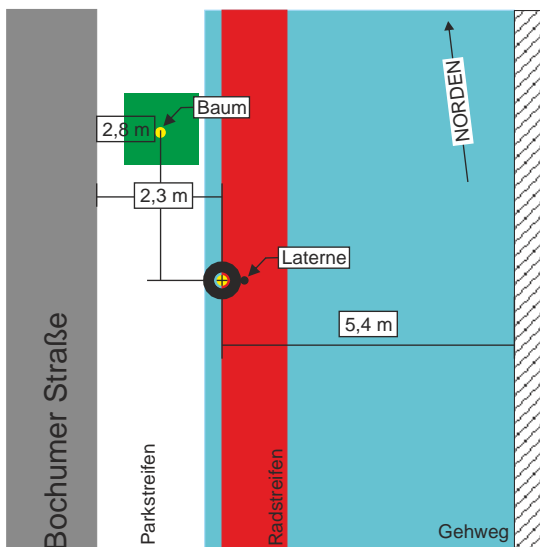 NORDEN
Baum
2,8 m
2,3 m
Laterne
5,4 m
Bochumer Straße
Parkstreifen
Radstreifen
Gehweg